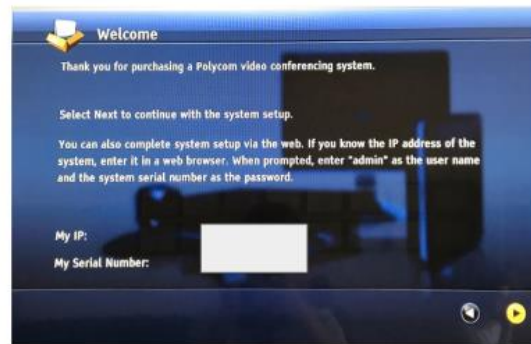 Welcome
Thank you for purchasing a Polycom video conferencing system.
Select Next to continue with the system setup.
You can also complete system setup via the web. If you know the IP address of the
system, enter it in a web browser. When prompted, enter "admin" as the user name
and the system serial number as the password.
My IP:
My Serial Number: